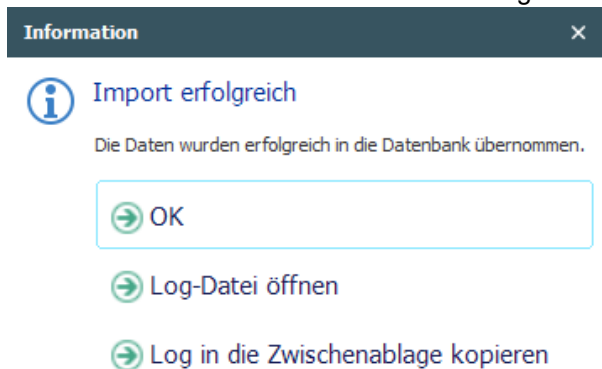 Information
Import erfolgreich
Die Daten wurden erfolgreich in die Datenbank übernommen.
OK
Log-Datei öffnen
Log in die Zwischenablage kopieren